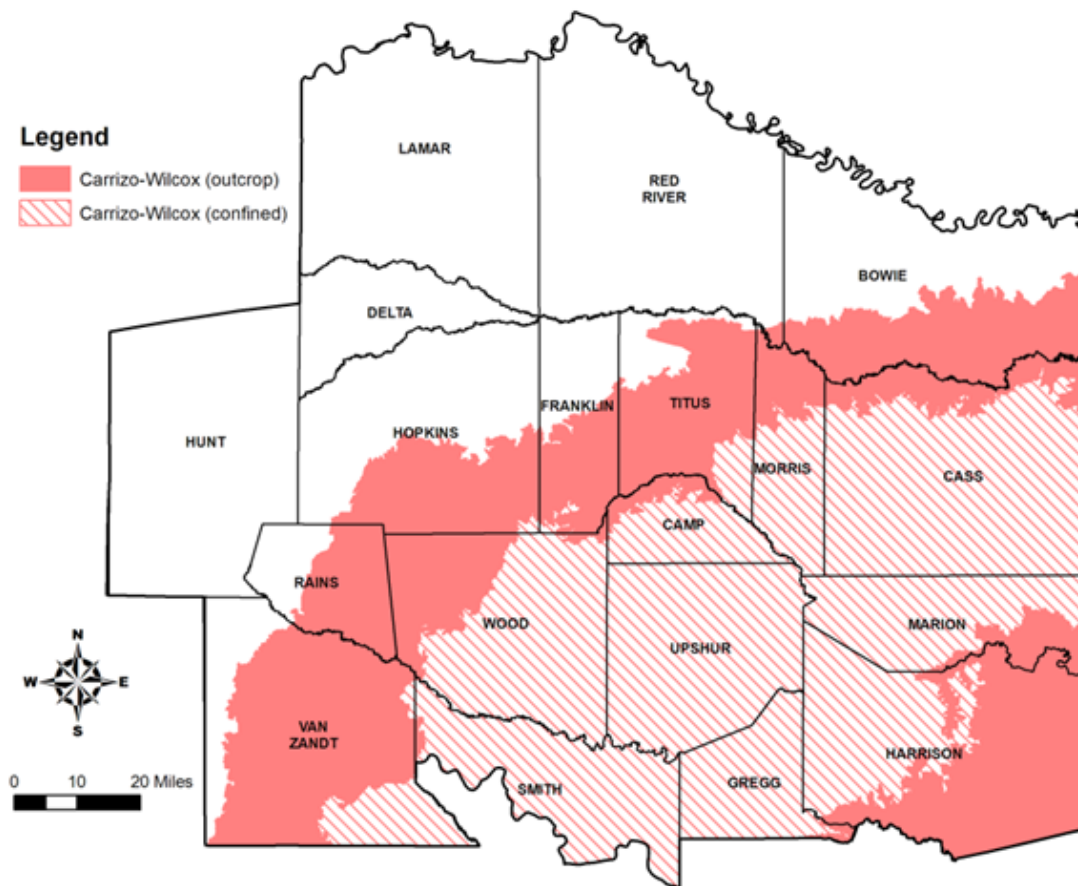 Legend
Carrizo-Wilcox (outcrop)
Carrizo-Wilcox (confined)
LAMAR
RED
RIVER
BOWIE
DELTA
HUNT
HOPKINS
FRANKLIN
TITUS
MORRIS
CASS
CAMP
RAINS
WOOD
UPSHUR
MARION
N
W
E
S
VAN
ZANDT
HARRISON
SMITH
GREGG
0
10
20 Miles